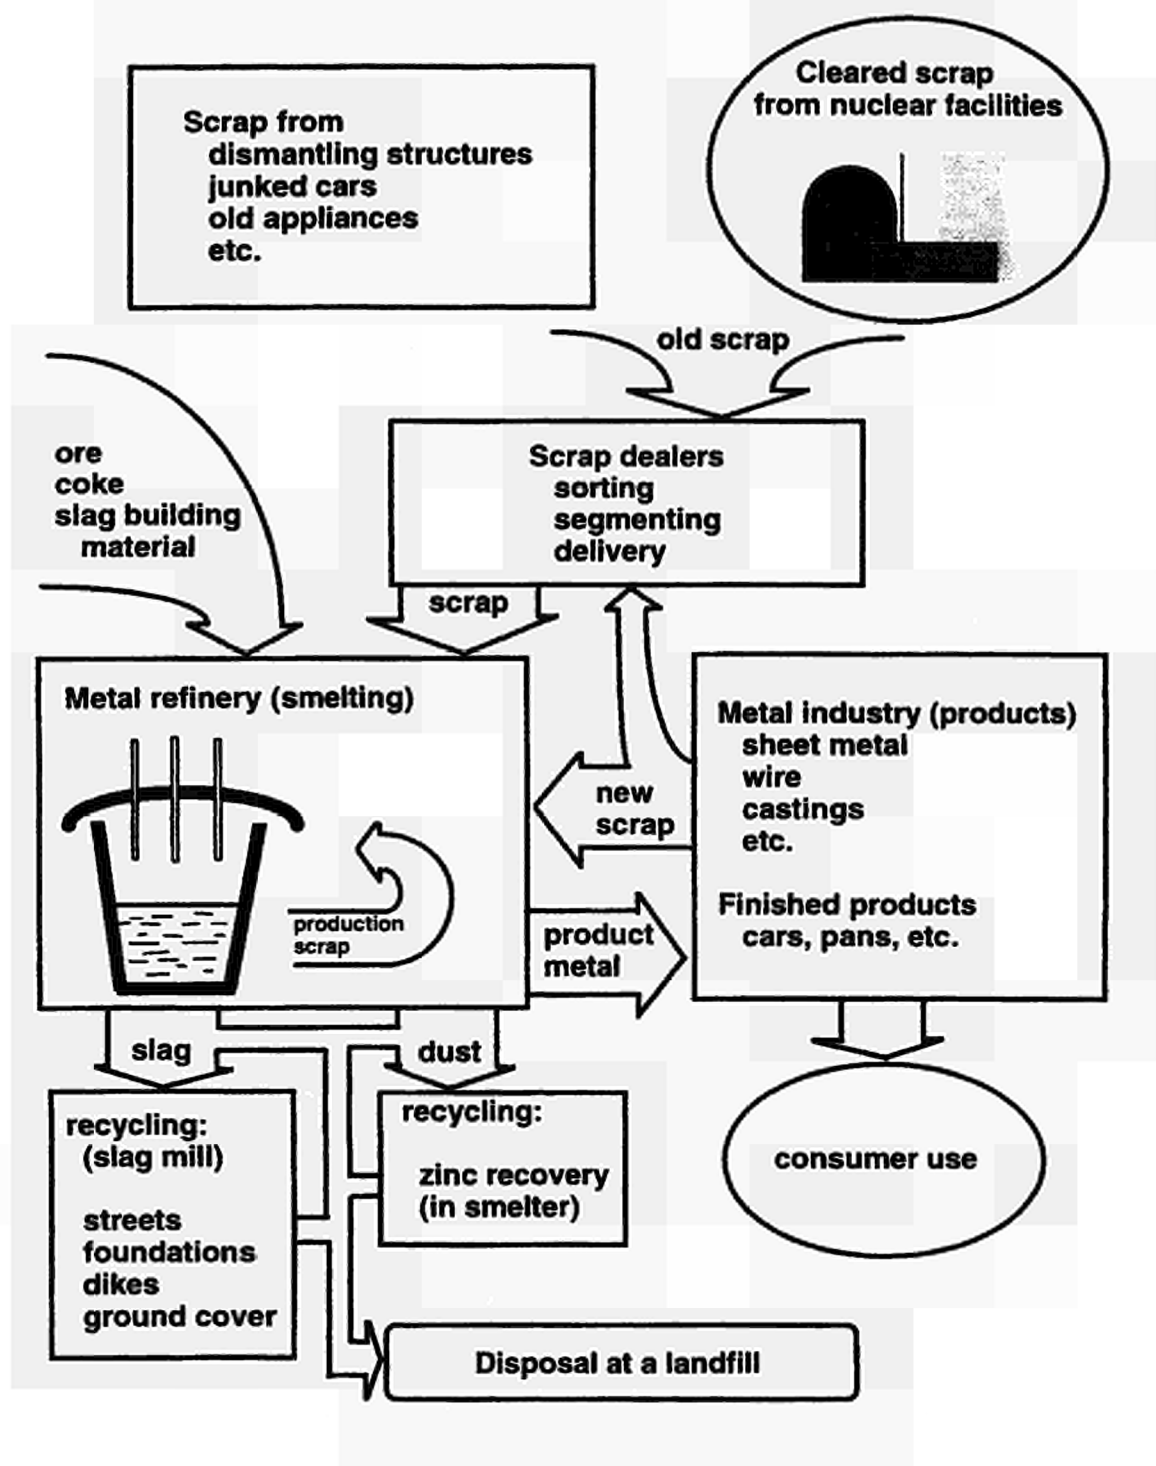 Cleared scrap
from nuclear facilities
Scrap from
dismantling structures
junked cars
old appliances
etc.
old scrap
ore
coke
slag building
material
Scrap dealers
sorting
segmenting
delivery
scrap
Metal refinery (smelting)
production
scrap
new
scrap
product
metal
Metal industry (products)
sheet metal
wire
castings
etc.
Finished products
cars, pans, etc.
slag
dust
recycling:
(slag mill)
streets
foundations
dikes
ground cover
recycling:
zinc recovery
(in smelter)
consumer use
Disposal at a landfill